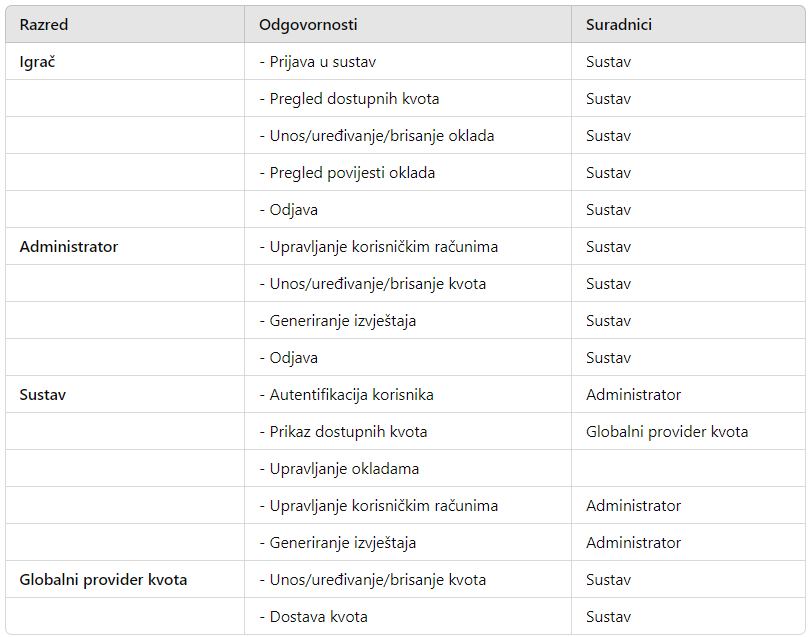 Razred Odgovornosti Suradnici
Igrač - Prijava u sustav Sustav
- Pregled dostupnih kvota Sustav
- Unos/uređivanje/brisanje oklada Sustav
- Pregled povijesti oklada Sustav
- Odjava Sustav
Administrator - Upravljanje korisničkim računima Sustav
- Unos/uređivanje/brisanje kvota Sustav
- Generiranje izvještaja Sustav
- Odjava Sustav
Sustav - Autentifikacija korisnika Administrator
- Prikaz dostupnih kvota Globalni provider kvota
- Upravljanje okladama
- Upravljanje korisničkim računima Administrator
- Generiranje izvještaja Administrator
Globalni provider kvota - Unos/uređivanje/brisanje kvota Sustav
- Dostava kvota Sustav